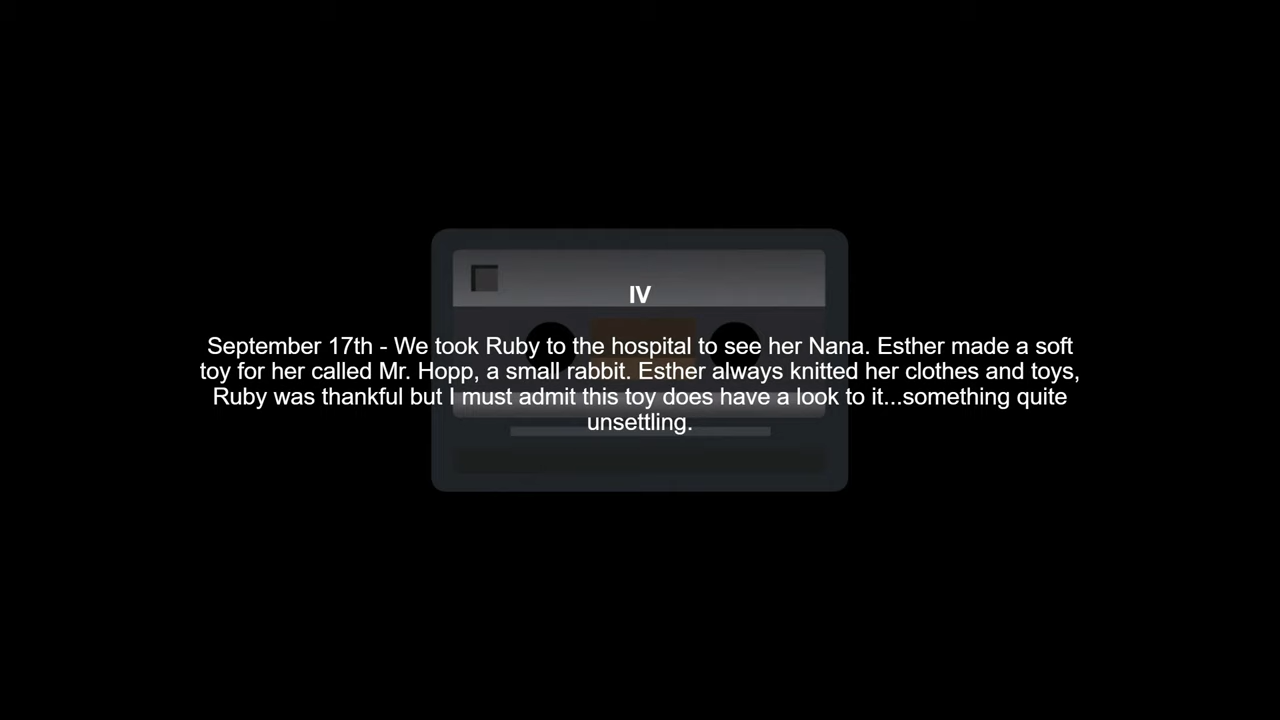 IV
September 17th - We took Ruby to the hospital to see her Nana. Esther made a soft
toy for her called Mr. Hopp, a small rabbit. Esther always knitted her clothes and toys,
Ruby was thankful but I must admit this toy does have a look to it...something quite
unsettling.